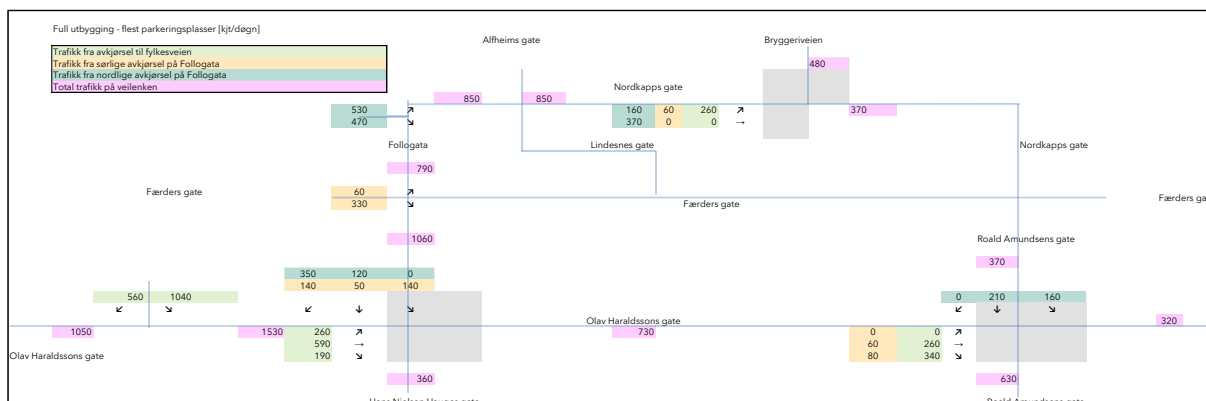 Full utbygging - flest parkeringsplasser [kjt/døgn]
Trafikk fra avkjørsel til fylkesveien
Trafikk fra sørlige avkjørsel på Follogata
Trafikk fra nordlige avkjørsel på Follogata
Total trafikk på veilenken
Alfheims gate
Bryggeriveien
480
Nordkapps gate
850 850
530 ↗ 160 60 260 ↗ 370
470 ↘ 370 0 0 →
Follogata Lindesnes gate Nordkapps gate
790
Færders gate 60 ↗ Færders ga
330 ↘ Færders gate
1060 Roald Amundsens gate
370
350 120 0
140 50 140
560 1040 0 210 160
↙ ↘ ↙ ↓ ↘ ↙ ↓ ↘
Olav Haraldssons gate 320
1050 1530 260 ↗ 730 0 0 ↗
590 → 60 260 →
Olav Haraldssons gate 190 ↘ 80 340 ↘
360 630